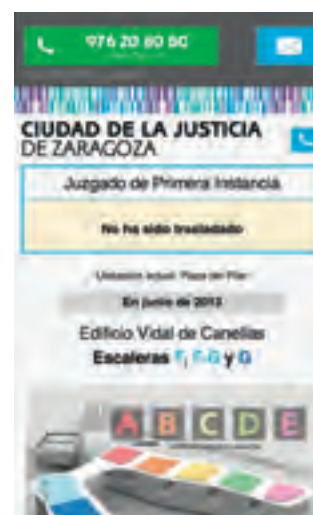 976 20 80 80
CIUDAD DE LA JUSTICIA
DE ZARAGOZA
Juzgado de Primera Instancia
No ha sido trasladado
Ubicación actual: Plaza del Pilar
En junio de 2013
Edificio Vidal de Canellas
Escaleras F, F-G y G
A B C D E